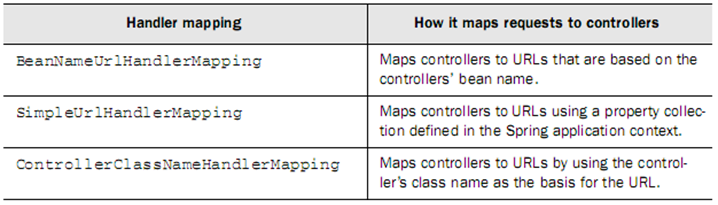 Handler mapping
How it maps requests to controllers
BeanNameUrlHandlerMapping
Maps controllers to URLs that are based on the
controllers' bean name.
SimpleUrlHandlerMapping
Maps controllers to URLs using a property collec-
tion defined in the Spring application context.
ControllerClassNameHandlerMapping
Maps controllers to URLs by using the control-
ler's class name as the basis for the URL.